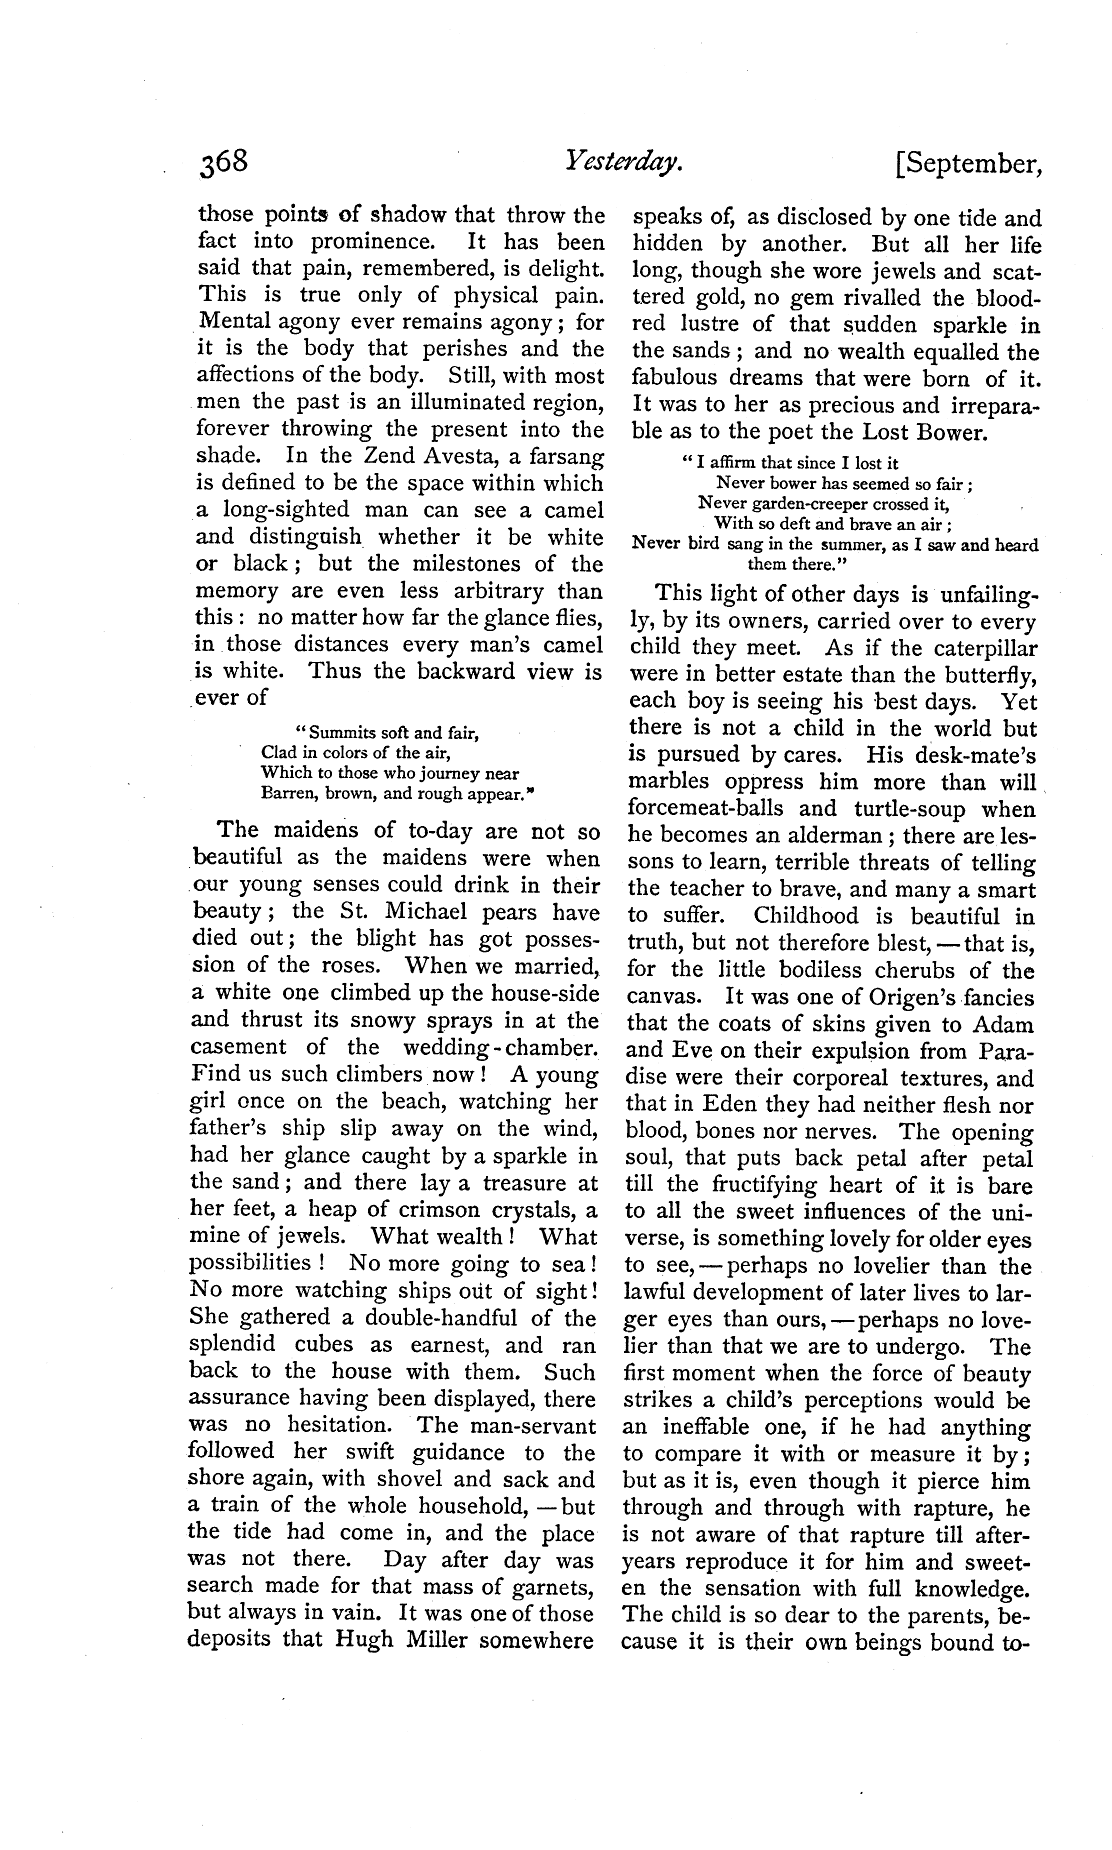 368 Yesterday. [September,
those points of shadow that throw the
fact into prominence. It has been
said that pain, remembered, is delight.
This is true only of physical pain.
Mental agony ever remains agony; for
it is the body that perishes and the
affections of the body. Still, with most
men the past is an illuminated region,
forever throwing the present into the
shade. In the Zend Avesta, a farsang
is defined to be the space within which
a long-sighted man can see a camel
and distinguish whether it be white
or black; but the milestones of the
memory are even less arbitrary than
this: no matter how far the glance flies,
in those distances every man's camel
is white. Thus the backward view is
ever of
"Summits soft and fair,
Clad in colors of the air,
Which to those who journey near
Barren, brown, and rough appear."
The maidens of to-day are not so
beautiful as the maidens were when
our young senses could drink in their
beauty; the St. Michael pears have
died out; the blight has got posses-
sion of the roses. When we married,
a white one climbed up the house-side
and thrust its snowy sprays in at the
casement of the wedding-chamber.
Find us such climbers now! A young
girl once on the beach, watching her
father's ship slip away on the wind,
had her glance caught by a sparkle in
the sand; and there lay a treasure at
her feet, a heap of crimson crystals, a
mine of jewels. What wealth! What
possibilities! No more going to sea!
No more watching ships out of sight!
She gathered a double-handful of the
splendid cubes as earnest, and ran
back to the house with them. Such
assurance having been displayed, there
was no hesitation. The man-servant
followed her swift guidance to the
shore again, with shovel and sack and
a train of the whole household, — but
the tide had come in, and the place
was not there. Day after day was
search made for that mass of garnets,
but always in vain. It was one of those
deposits that Hugh Miller somewhere
speaks of, as disclosed by one tide and
hidden by another. But all her life
long, though she wore jewels and scat-
tered gold, no gem rivalled the blood-
red lustre of that sudden sparkle in
the sands; and no wealth equalled the
fabulous dreams that were born of it.
It was to her as precious and irrepara-
ble as to the poet the Lost Bower.
"I affirm that since I lost it
Never bower has seemed so fair;
Never garden-creeper crossed it,
With so deft and brave an air;
Never bird sang in the summer, as I saw and heard
them there."
This light of other days is unfailing-
ly, by its owners, carried over to every
child they meet. As if the caterpillar
were in better estate than the butterfly,
each boy is seeing his best days. Yet
there is not a child in the world but
is pursued by cares. His desk-mate's
marbles oppress him more than will
forcemeat-balls and turtle-soup when
he becomes an alderman; there are les-
sons to learn, terrible threats of telling
the teacher to brave, and many a smart
to suffer. Childhood is beautiful in
truth, but not therefore blest, — that is,
for the little bodiless cherubs of the
canvas. It was one of Origen's fancies
that the coats of skins given to Adam
and Eve on their expulsion from Para-
dise were their corporeal textures, and
that in Eden they had neither flesh nor
blood, bones nor nerves. The opening
soul, that puts back petal after petal
till the fructifying heart of it is bare
to all the sweet influences of the uni-
verse, is something lovely for older eyes
to see, — perhaps no lovelier than the
lawful development of later lives to lar-
ger eyes than ours, — perhaps no love-
lier than that we are to undergo. The
first moment when the force of beauty
strikes a child's perceptions would be
an ineffable one, if he had anything
to compare it with or measure it by;
but as it is, even though it pierce him
through and through with rapture, he
is not aware of that rapture till after-
years reproduce it for him and sweet-
en the sensation with full knowledge.
The child is so dear to the parents, be-
cause it is their own beings bound to-